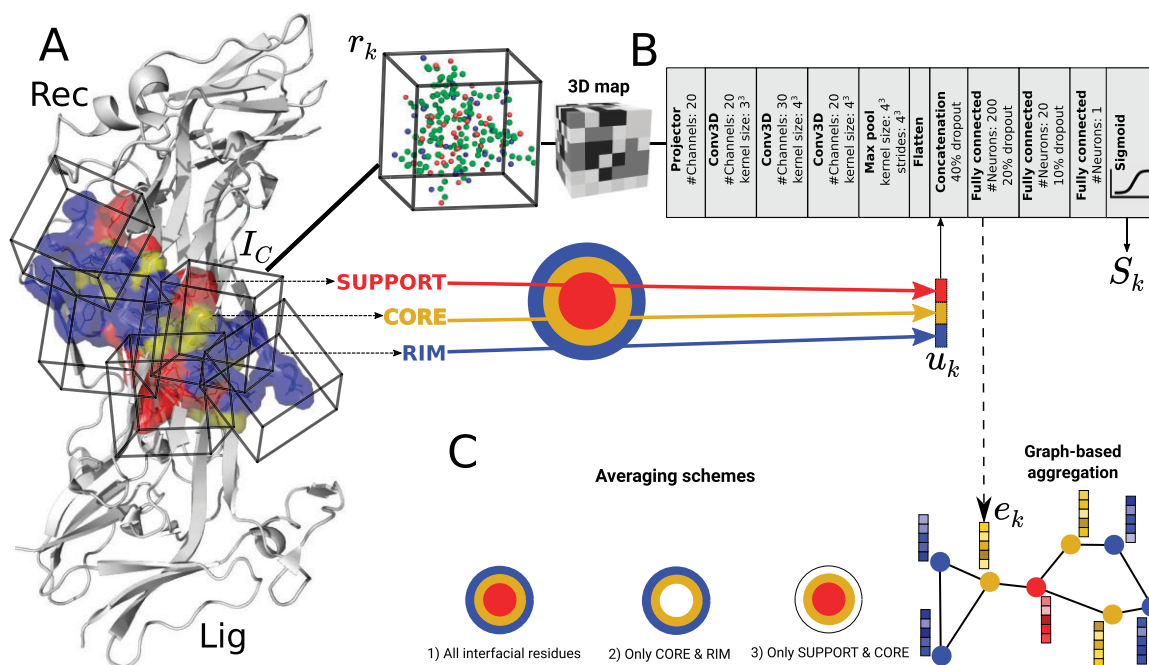 A
Rec
r_k
3D map
B
Projector
#Channels: 20
Conv3D
#Channels: 20
kernel size: 3³
Conv3D
#Channels: 30
kernel size: 4³
Conv3D
#Channels: 20
kernel size: 4³
Max pool
kernel size: 4³
strides: 4³
Flatten
Concatenation
40% dropout
Fully connected
#Neurons: 200
20% dropout
Fully connected
#Neurons: 20
10% dropout
Fully connected
#Neurons: 1
Sigmoid
I_C
S_k
SUPPORT
CORE
RIM
u_k
C
Averaging schemes
Graph-based
aggregation
e_k
1) All interfacial residues
2) Only CORE & RIM
3) Only SUPPORT & CORE
Lig